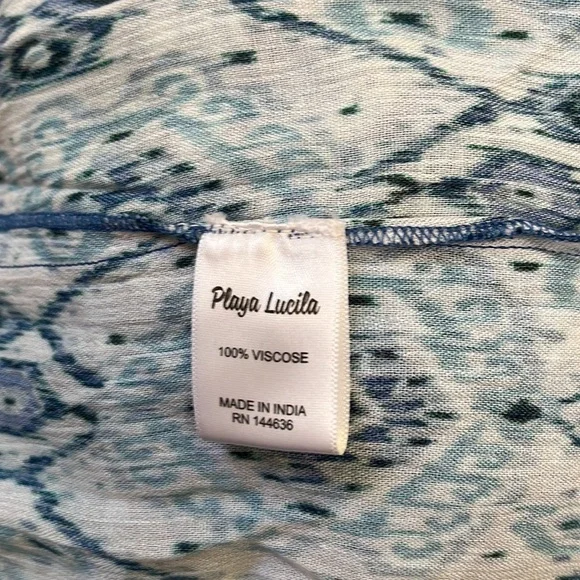 Playa Lucila
100% VISCOSE
MADE IN INDIA
RN 144636